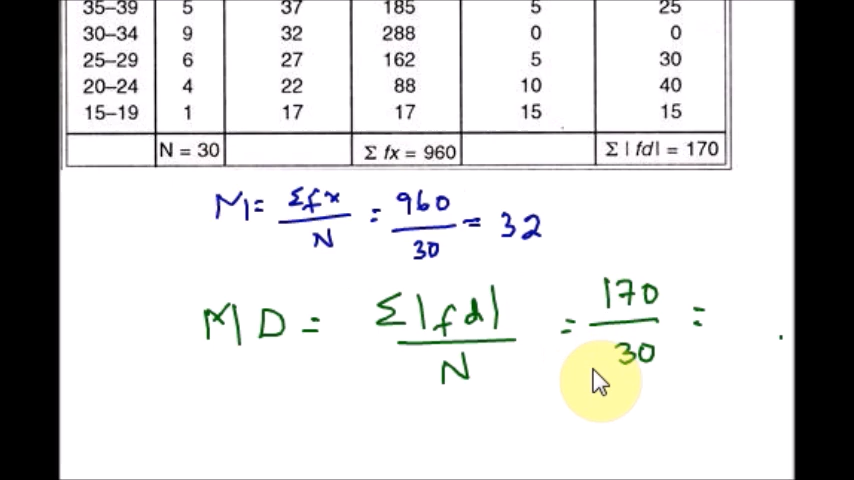 35–39 5 37 185 5 25
30–34 9 32 288 0 0
25–29 6 27 162 5 30
20–24 4 22 88 10 40
15–19 1 17 17 15 15
N = 30 Σ fx = 960 Σ | fd| = 170
M = Σfx / N = 960 / 30 = 32
MD = Σ|fd| / N = 170 / 30 =